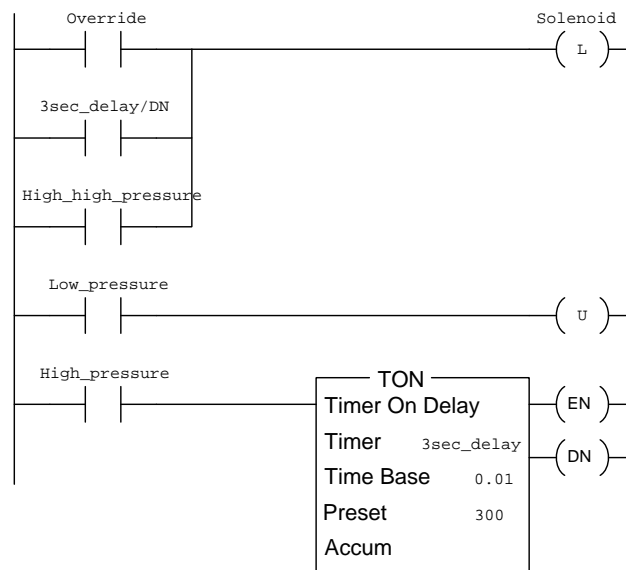 Override
Solenoid
L
3sec_delay/DN
High_high_pressure
Low_pressure
U
High_pressure
TON
Timer On Delay
EN
Timer 3sec_delay
DN
Time Base 0.01
Preset 300
Accum